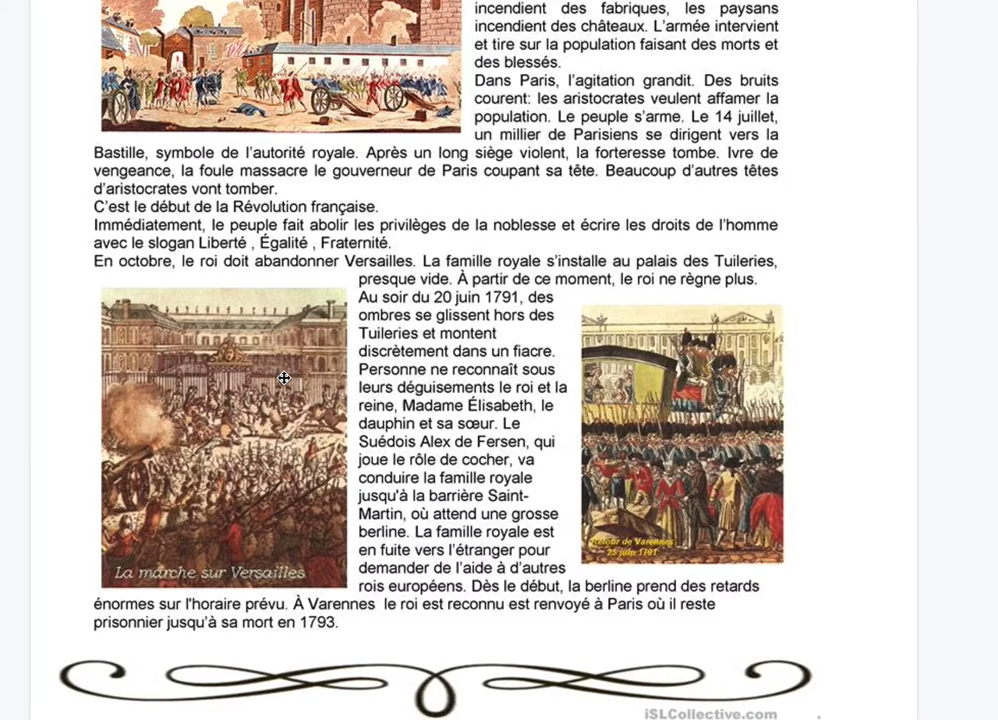 incendient des fabriques, les paysans
incendient des châteaux. L’armée intervient
et tire sur la population faisant des morts et
des blessés.
Dans Paris, l’agitation grandit. Des bruits
courent: les aristocrates veulent affamer la
population. Le peuple s’arme. Le 14 juillet,
un millier de Parisiens se dirigent vers la
Bastille, symbole de l’autorité royale. Après un long siège violent, la forteresse tombe. Ivre de
vengeance, la foule massacre le gouverneur de Paris coupant sa tête. Beaucoup d’autres têtes
d’aristocrates vont tomber.
C’est le début de la Révolution française.
Immédiatement, le peuple fait abolir les privilèges de la noblesse et écrire les droits de l’homme
avec le slogan Liberté , Égalité , Fraternité.
En octobre, le roi doit abandonner Versailles. La famille royale s’installe au palais des Tuileries,
presque vide. À partir de ce moment, le roi ne règne plus.
Au soir du 20 juin 1791, des
ombres se glissent hors des
Tuileries et montent
discrètement dans un fiacre.
Personne ne reconnaît sous
leurs déguisements le roi et la
reine, Madame Élisabeth, le
dauphin et sa sœur. Le
Suédois Alex de Fersen, qui
joue le rôle de cocher, va
conduire la famille royale
jusqu'à la barrière Saint-
Martin, où attend une grosse
berline. La famille royale est
en fuite vers l’étranger pour
demander de l’aide à d’autres
rois européens. Dès le début, la berline prend des retards
énormes sur l'horaire prévu. À Varennes le roi est reconnu est renvoyé à Paris où il reste
prisonnier jusqu’à sa mort en 1793.
La marche sur Versailles
Retour de Varennes
25 juin 1791
iSLCollective.com